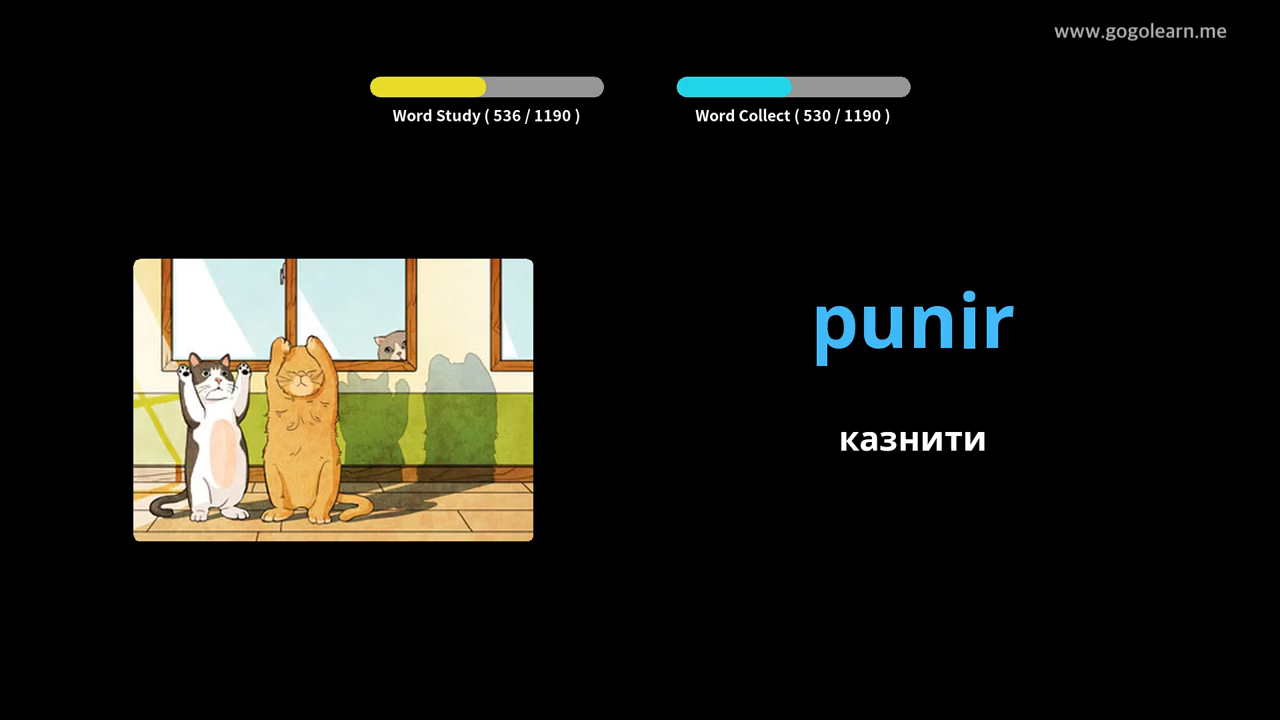 www.gogolearn.me
Word Study ( 536 / 1190 )
Word Collect ( 530 / 1190 )
punir
казнити